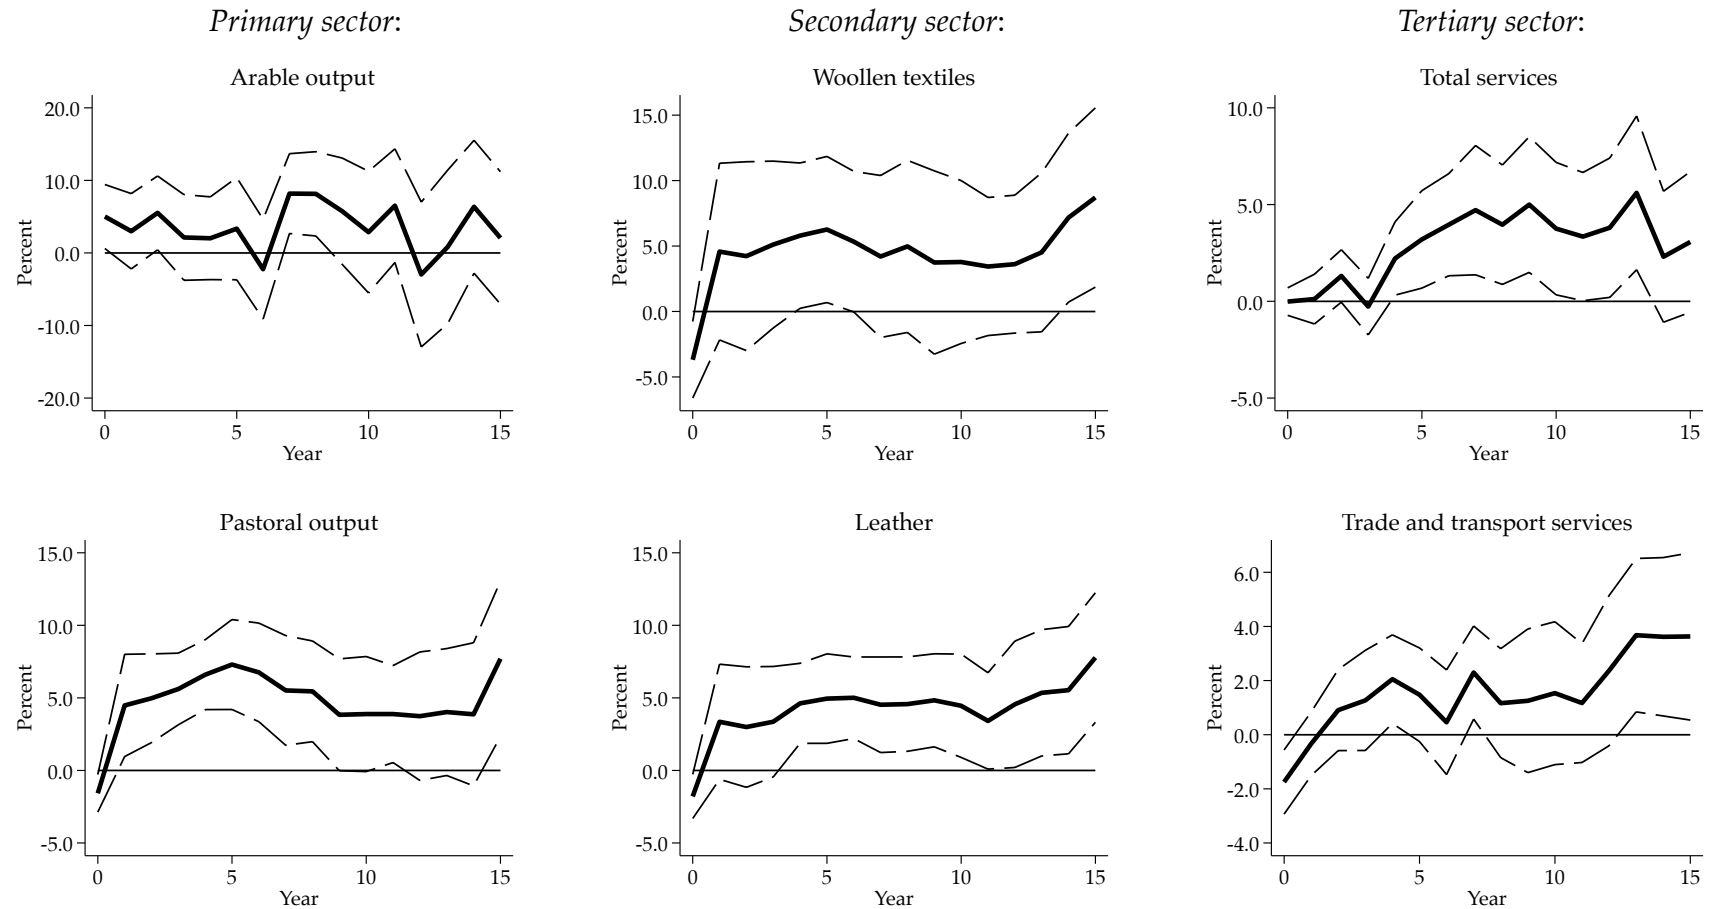 Primary sector:
Secondary sector:
Tertiary sector:
Arable output
20.0
10.0
0.0
-10.0
-20.0
Percent
0 5 10 15
Year
Woollen textiles
15.0
10.0
5.0
0.0
-5.0
Percent
0 5 10 15
Year
Total services
10.0
5.0
0.0
-5.0
Percent
0 5 10 15
Year
Pastoral output
15.0
10.0
5.0
0.0
-5.0
Percent
0 5 10 15
Year
Leather
15.0
10.0
5.0
0.0
-5.0
Percent
0 5 10 15
Year
Trade and transport services
6.0
4.0
2.0
0.0
-2.0
-4.0
Percent
0 5 10 15
Year